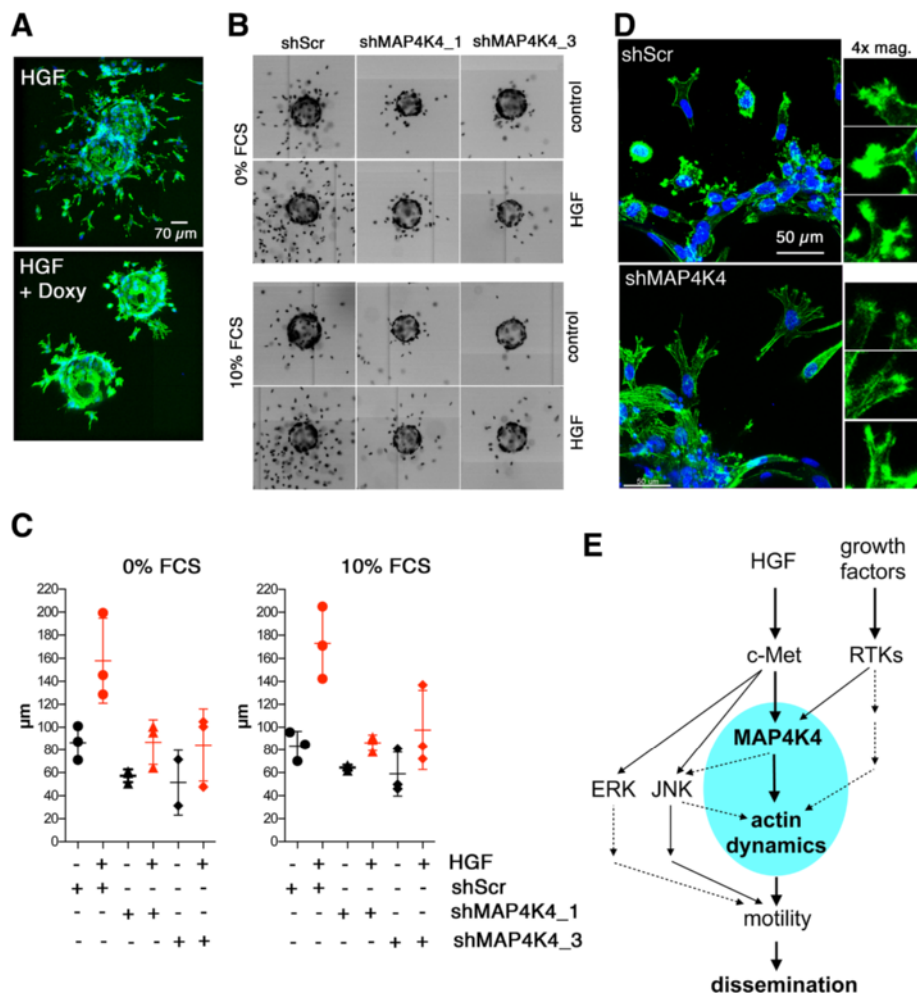 A
HGF
70 µm
HGF
+ Doxy
B
shScr shMAP4K4_1 shMAP4K4_3
0% FCS
control
HGF
10% FCS
control
HGF
D
shScr
4x mag.
50 µm
shMAP4K4
50 µm
C
0% FCS
µm
220
200
180
160
140
120
100
80
60
40
20
0
- + - + - + HGF
+ + - - - - shScr
- - + + - - shMAP4K4_1
- - - - + + shMAP4K4_3
10% FCS
µm
220
200
180
160
140
120
100
80
60
40
20
0
- + - + - +
+ + - - - -
- - + + - -
- - - - + +
E
HGF
growth
factors
c-Met
RTKs
MAP4K4
ERK JNK
actin
dynamics
motility
dissemination